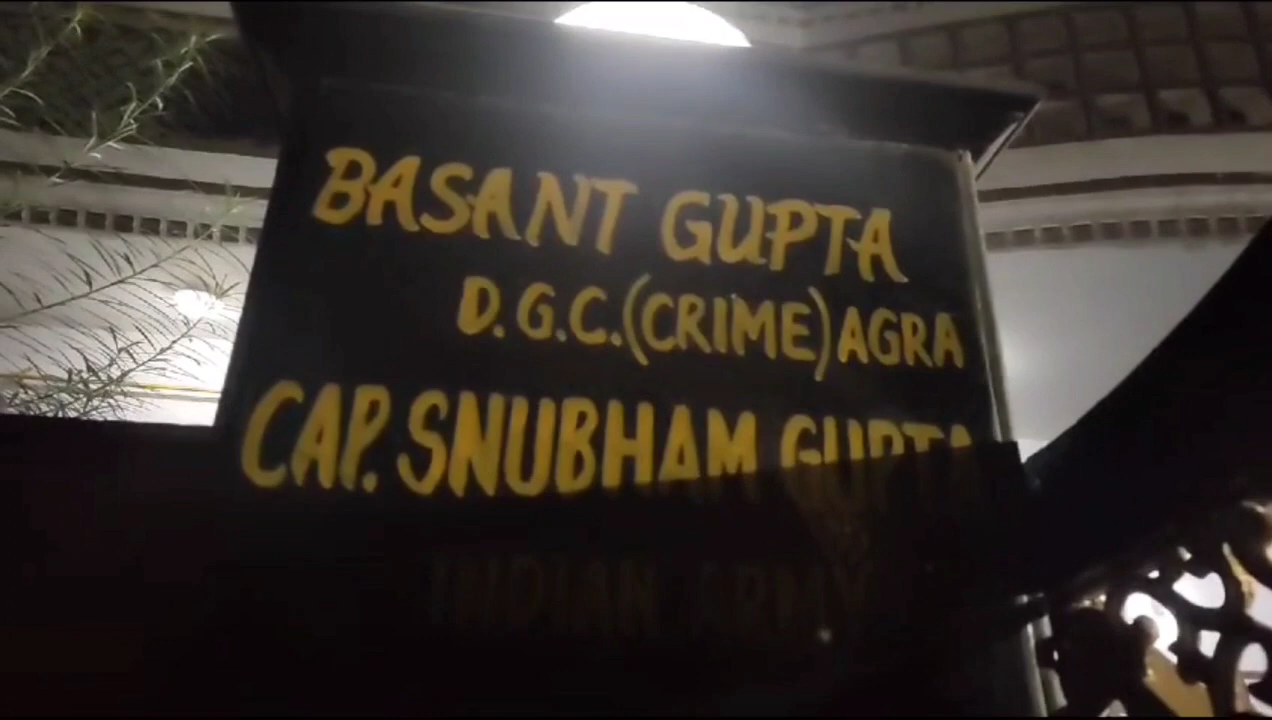 BASANT GUPTA
D.G.C.(CRIME)AGRA
CAP. SNUBHAM GUPTA
INDIAN ARMY